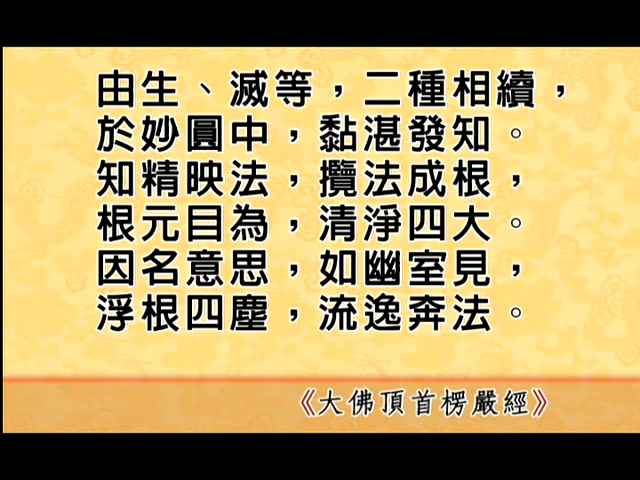 由生、滅等，二種相續，
於妙圓中，黏湛發知。
知精映法，攬法成根，
根元目為，清淨四大。
因名意思，如幽室見，
浮根四塵，流逸奔法。
《大佛頂首楞嚴經》